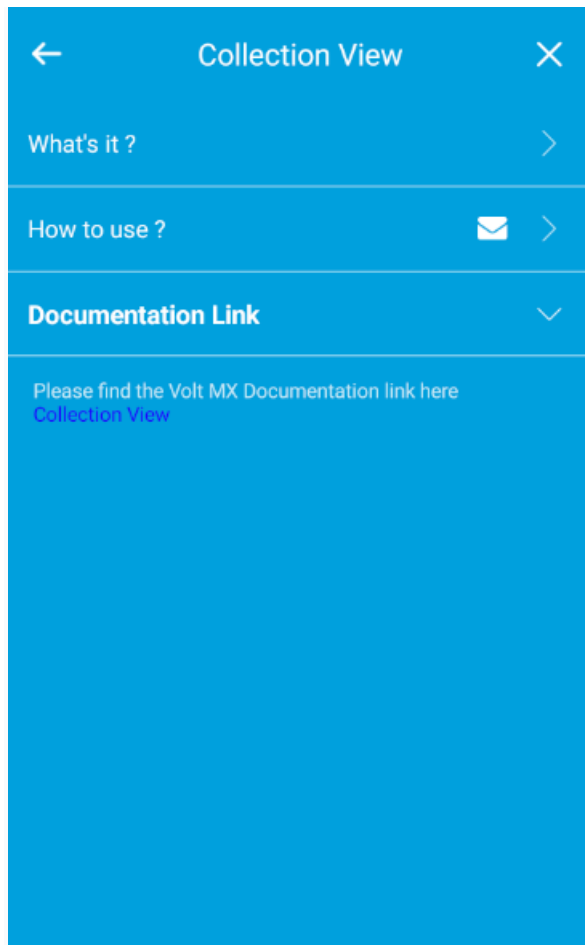 Collection View
What's it ?
How to use ?
Documentation Link
Please find the Volt MX Documentation link here
Collection View